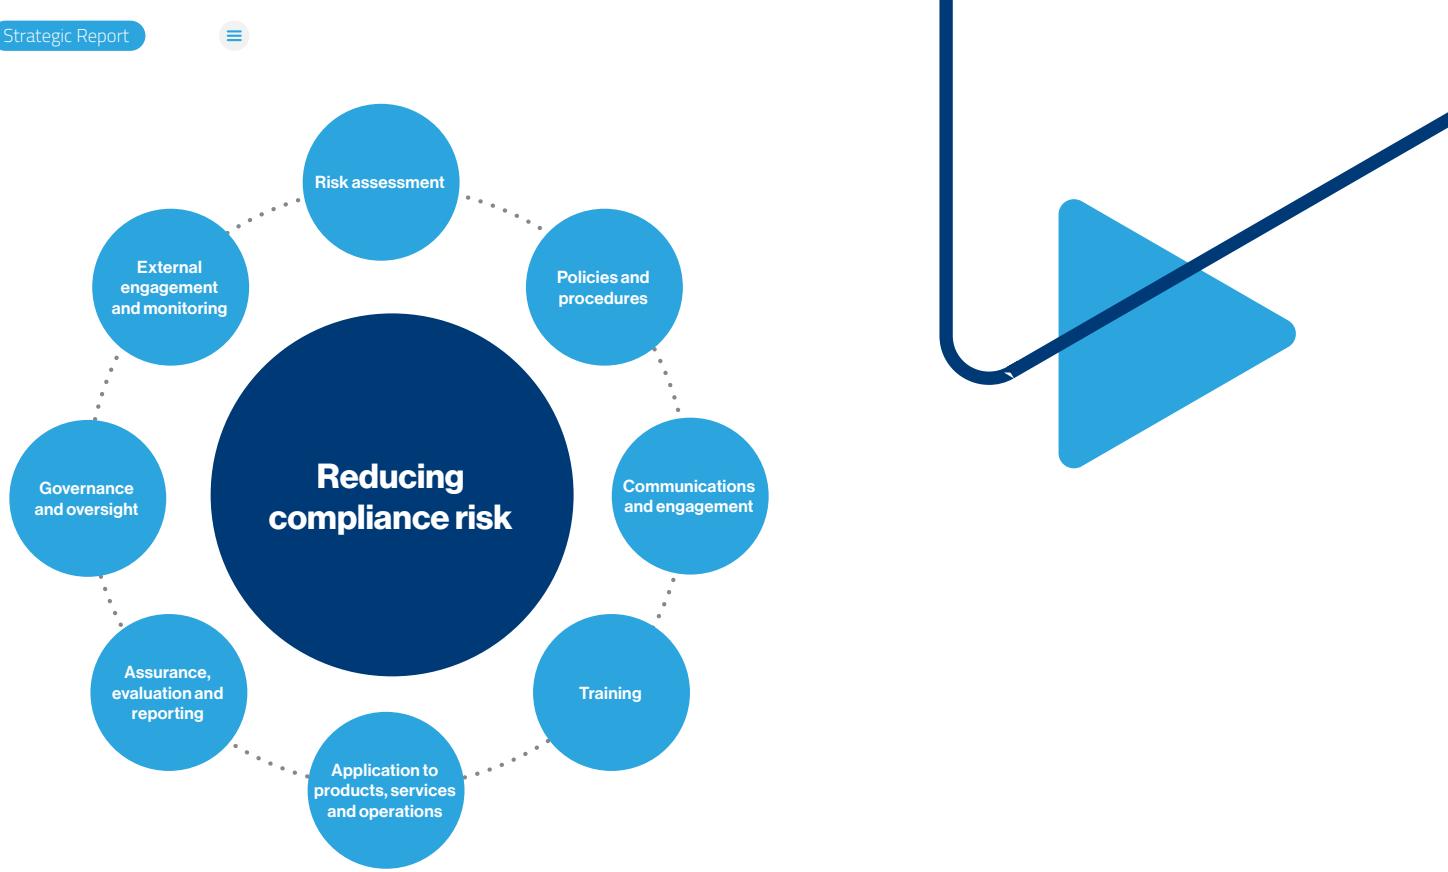 Strategic Report
Risk assessment
Policies and
procedures
Communications
and engagement
Training
Application to
products, services
and operations
Assurance,
evaluation and
reporting
Governance
and oversight
External
engagement
and monitoring
Reducing
compliance risk